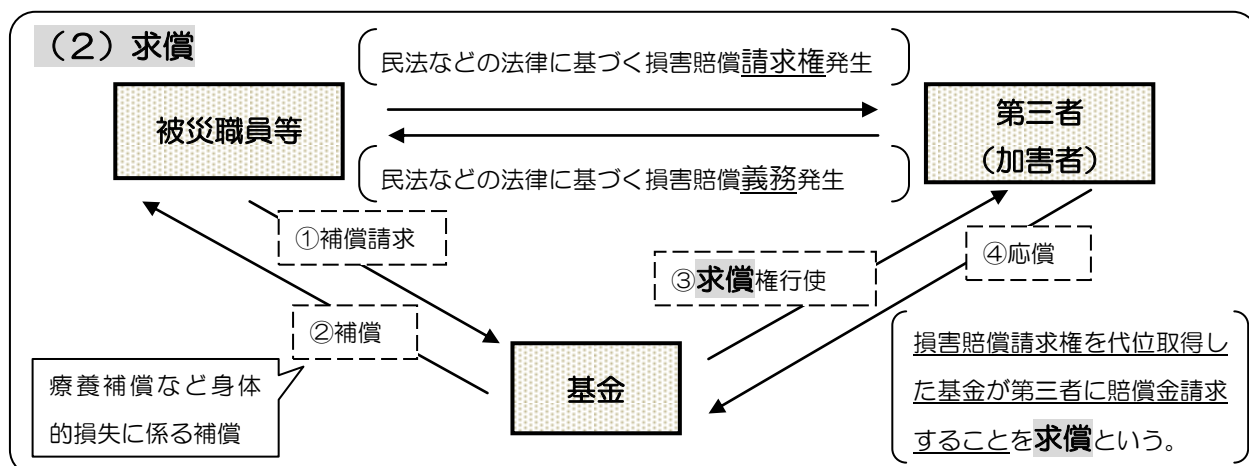 （２）求償
民法などの法律に基づく損害賠償請求権発生
被災職員等
第三者
（加害者）
民法などの法律に基づく損害賠償義務発生
①補償請求
②補償
③求償権行使
④応償
基金
療養補償など身体
的損失に係る補償
損害賠償請求権を代位取得し
た基金が第三者に賠償金請求
することを求償という。